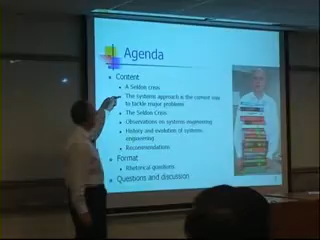 Agenda
Content
A Seldon crisis
The systems approach is the current way
to tackle major problems
The Seldon Crisis
Observations on systems engineering
History and evolution of systems
engineering
Recommendations
Format
Rhetorical questions
Questions and discussion